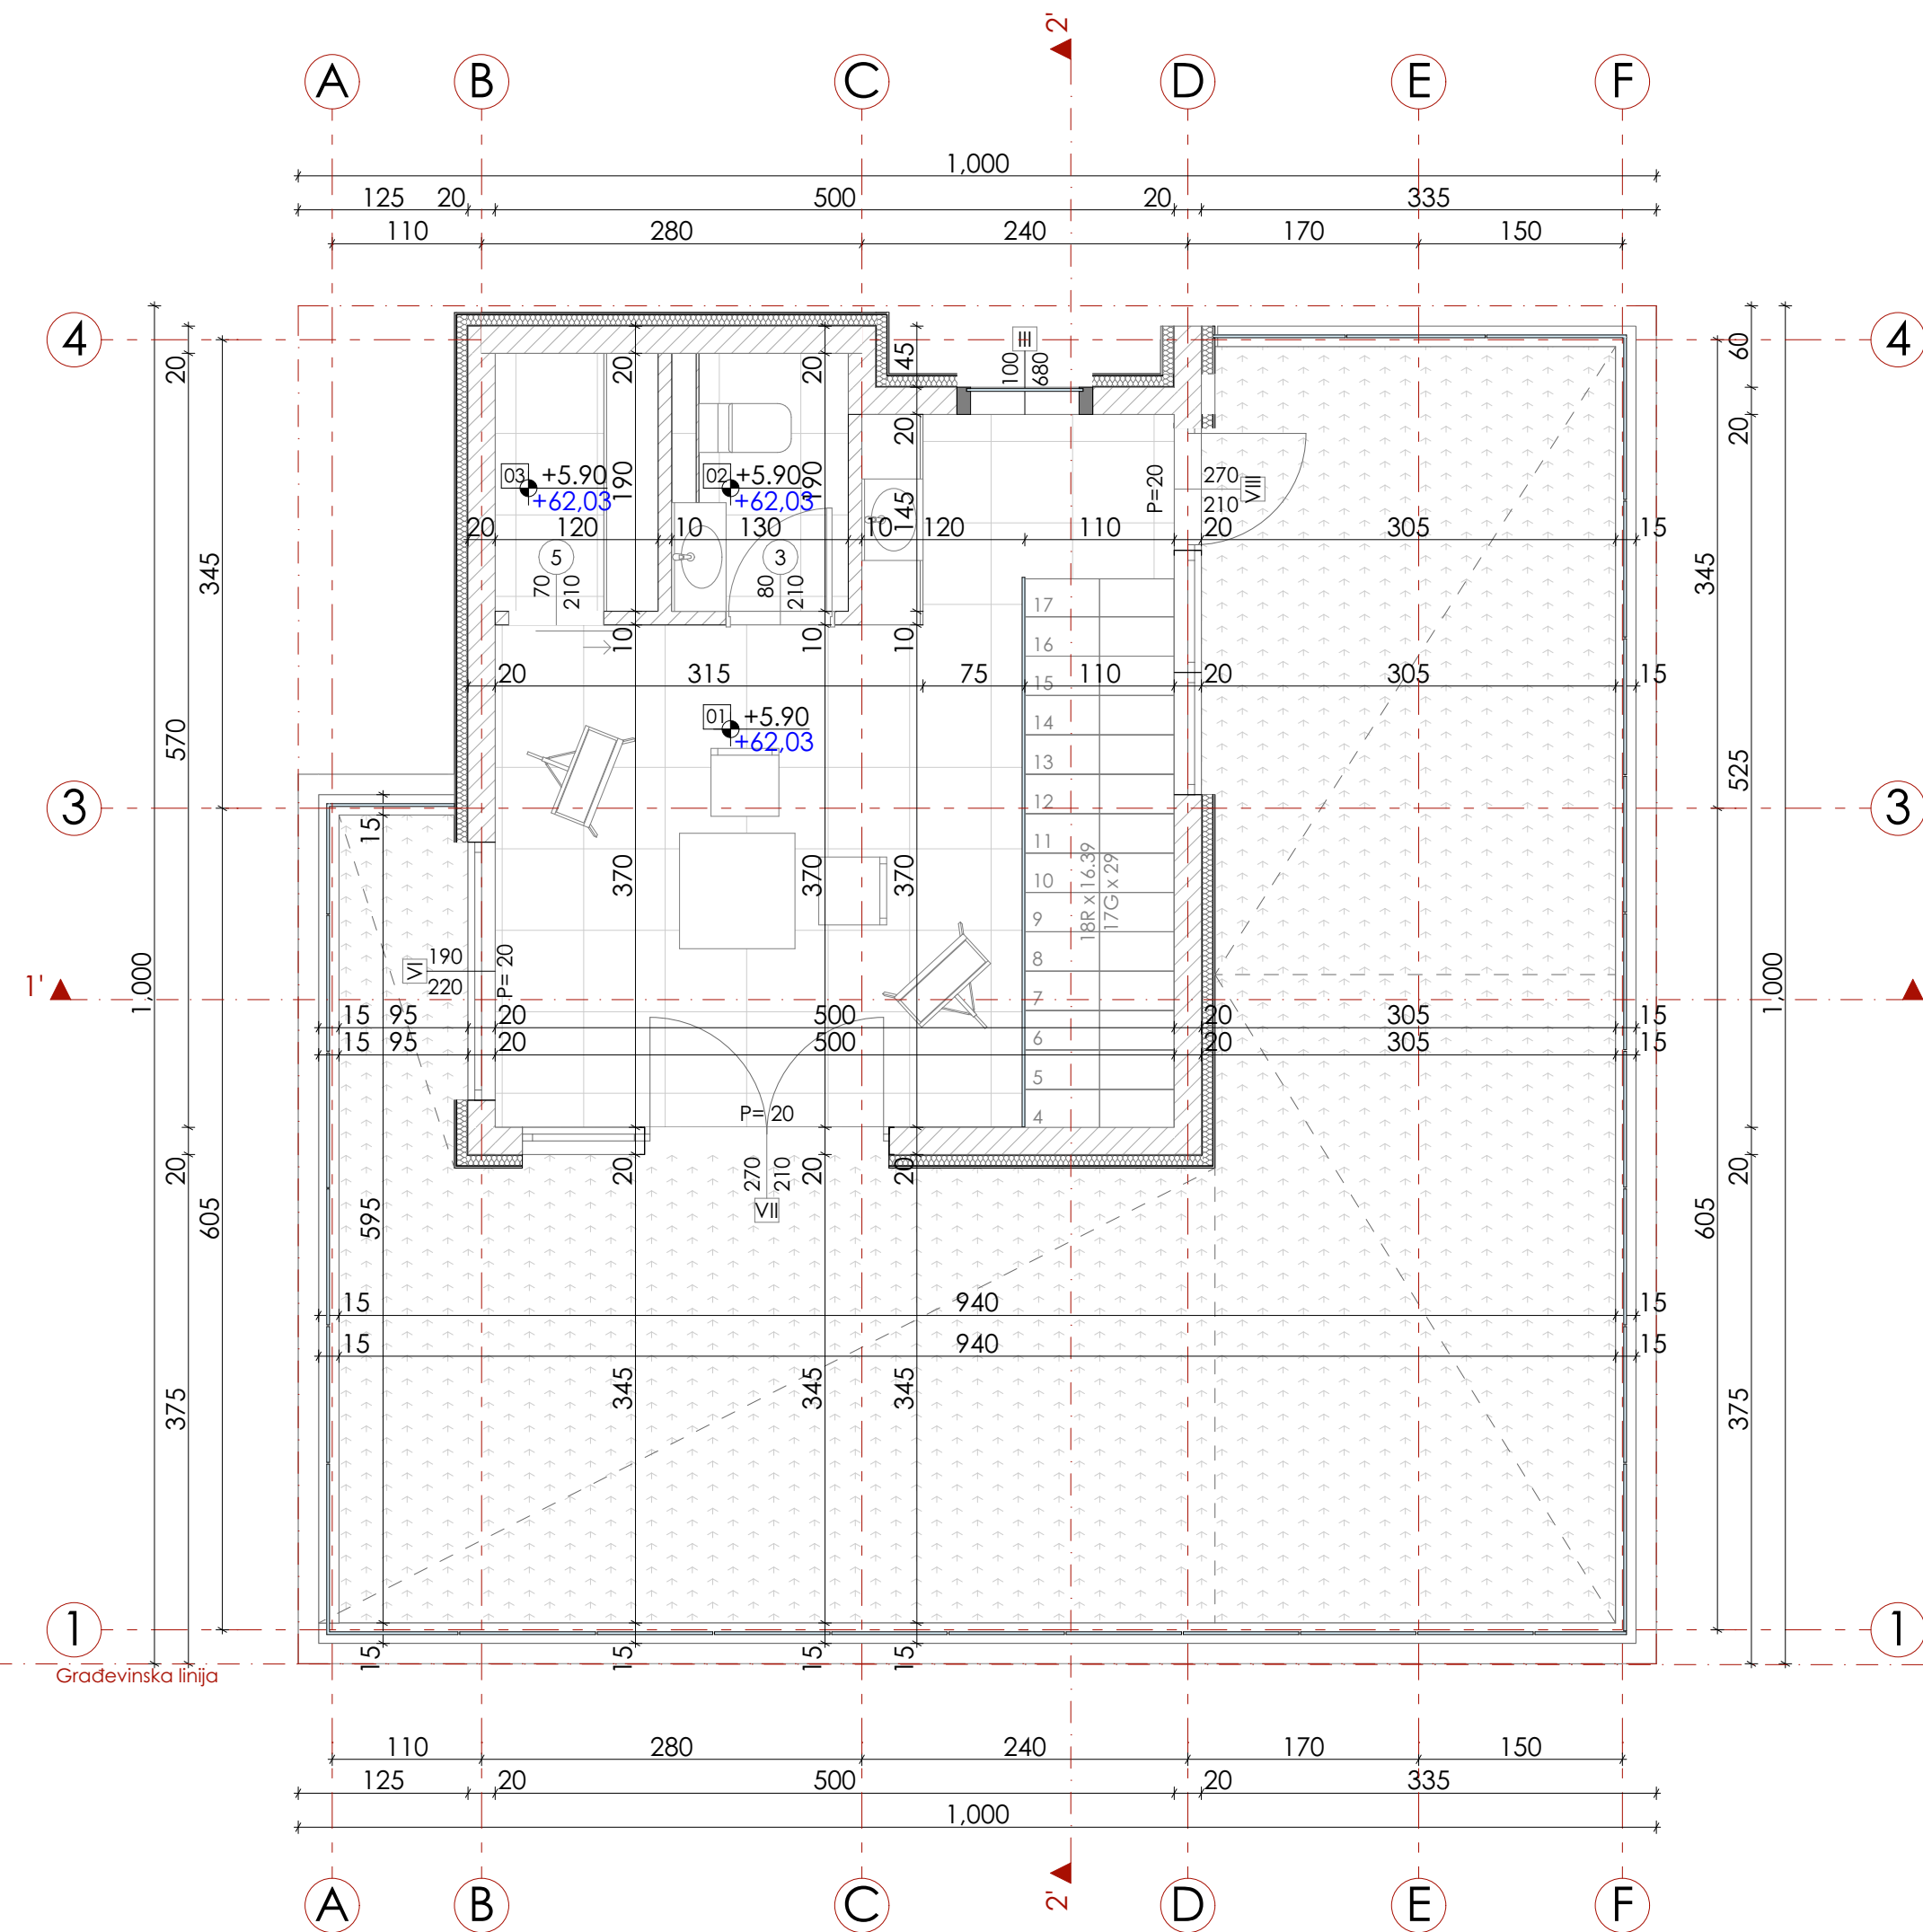 2'
A B C D E F
1,000
125 20 500 20 335
110 280 240 170 150
4 4
60
20 20 20 45 100 680 III
20 20
03 +5.90 02 +5.90 P=20 270 VIII
+62,03 +62,03 210
190 190 145
20 120 10 130 10 120 110 20 305 15
5 3
70 210 80 210
345 345
17
10 10 10
16
20 315 75 110 20 305 15
15
01 +5.90
+62,03
14
570 525
13
12
3 3
15
11
370 370 370
18R x 16.39
17G x 29
10
9
VI 190 P= 20
220
8
1' 1,000 1,000
7
15 95 20 500 20 305 15
15 95 20 500 20 305 15
6
5
4
P= 20
20 20 20 20 20
270 210
VII
595 605 605
15 940 15
15 940 15
375 345 345 345 375
1 1
15 15 15 15
Građevinska linija
110 280 240 170 150
125 20 500 20 335
1,000
2'
A B C D E F